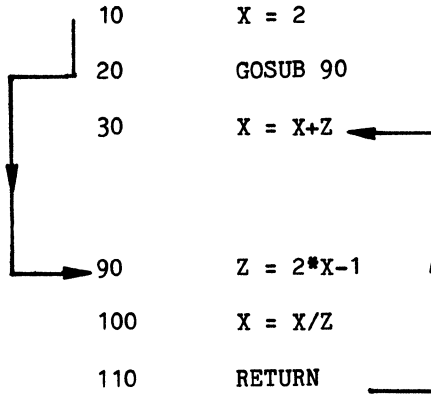 10 X = 2
20 GOSUB 90
30 X = X+Z
90 Z = 2*X-1
100 X = X/Z
110 RETURN